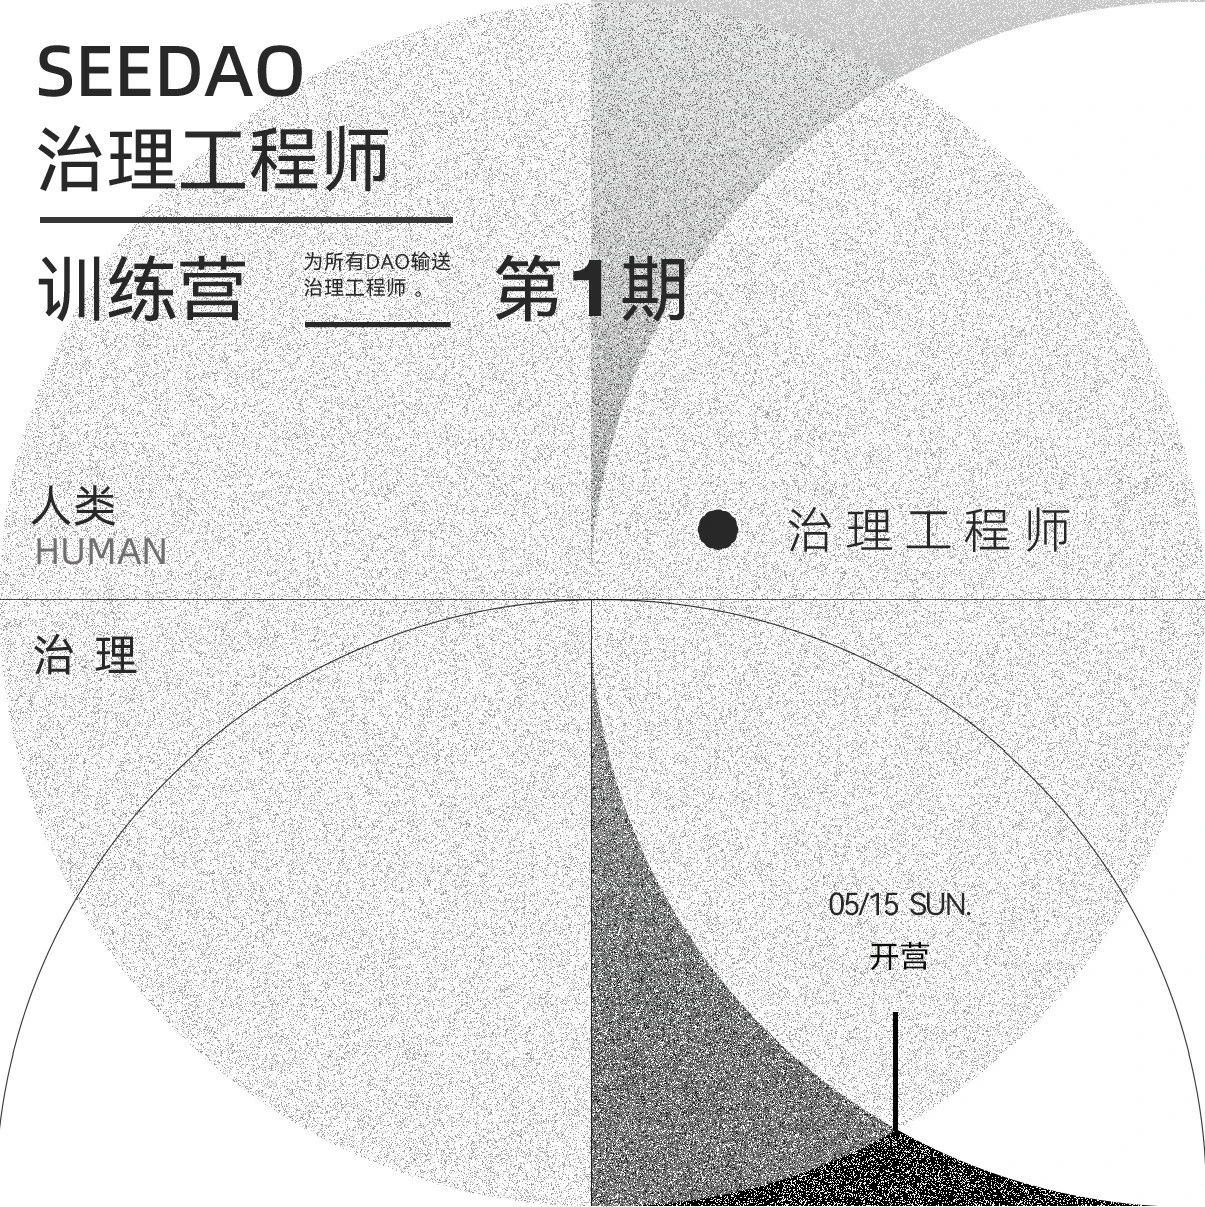 SEEDAO
治理工程师
训练营
为所有DAO输送
治理工程师 。
第1期
人类
HUMAN
治理工程师
治 理
05/15 SUN.
开营